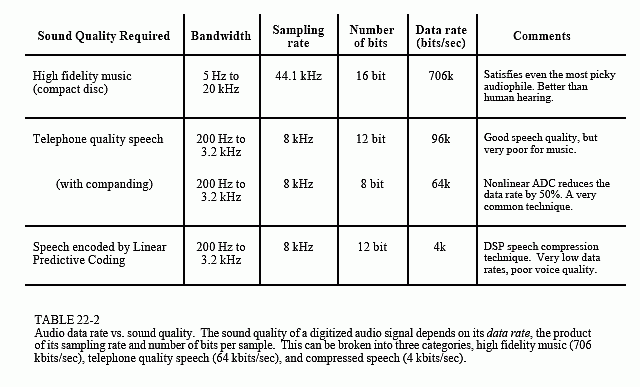 Sound Quality Required Bandwidth Sampling rate Number of bits Data rate (bits/sec) Comments
High fidelity music (compact disc) 5 Hz to 20 kHz 44.1 kHz 16 bit 706k Satisfies even the most picky audiophile. Better than human hearing.
Telephone quality speech 200 Hz to 3.2 kHz 8 kHz 12 bit 96k Good speech quality, but very poor for music.
(with companding) 200 Hz to 3.2 kHz 8 kHz 8 bit 64k Nonlinear ADC reduces the data rate by 50%. A very common technique.
Speech encoded by Linear Predictive Coding 200 Hz to 3.2 kHz 8 kHz 12 bit 4k DSP speech compression technique. Very low data rates, poor voice quality.
TABLE 22-2
Audio data rate vs. sound quality. The sound quality of a digitized audio signal depends on its data rate, the product
of its sampling rate and number of bits per sample. This can be broken into three categories, high fidelity music (706
kbits/sec), telephone quality speech (64 kbits/sec), and compressed speech (4 kbits/sec).